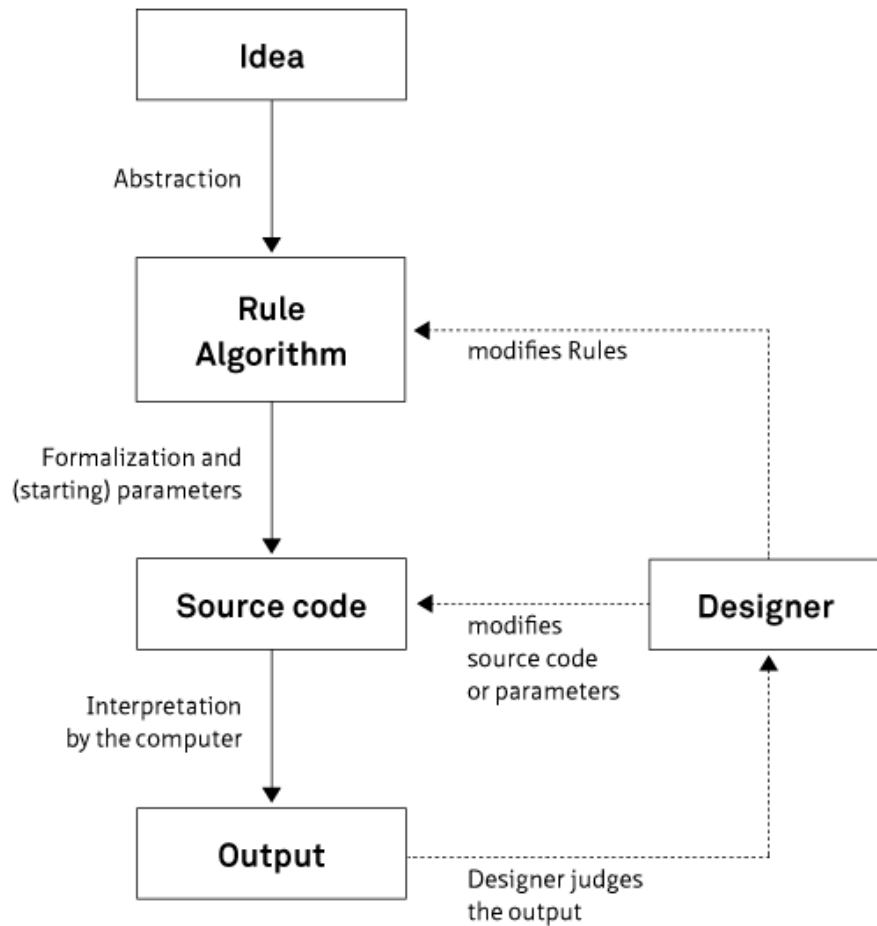 Idea
Abstraction
Rule
Algorithm
modifies Rules
Formalization and
(starting) parameters
Source code
Designer
modifies
source code
or parameters
Interpretation
by the computer
Output
Designer judges
the output